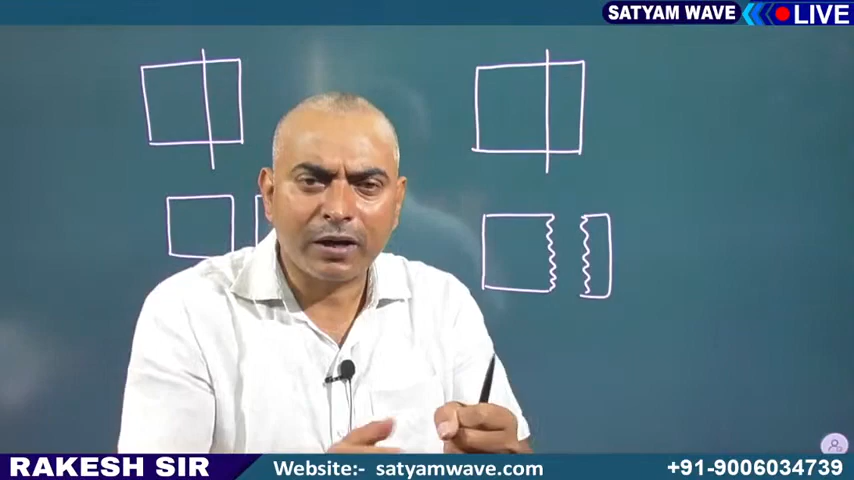 SATYAM WAVE LIVE
RAKESH SIR
Website:- satyamwave.com
+91-9006034739